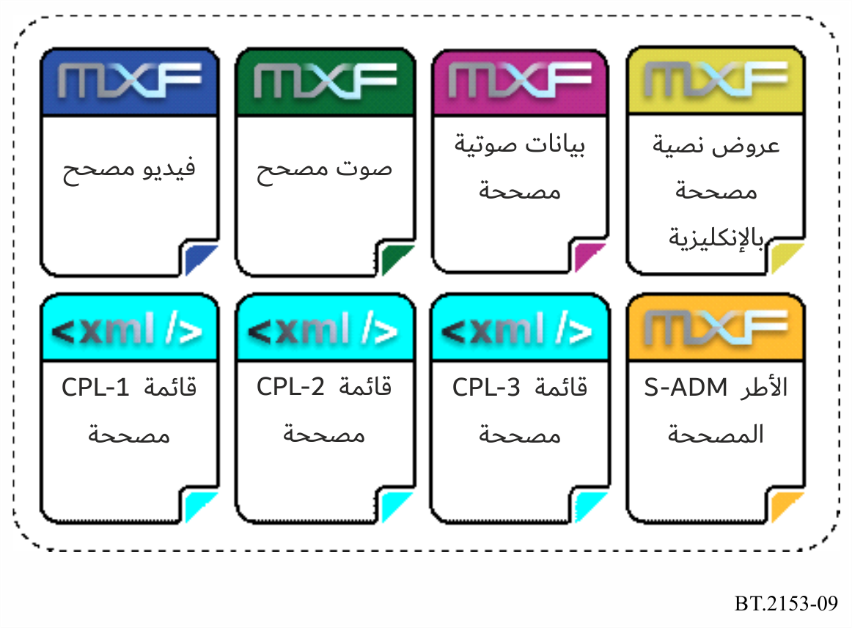 MXF
عروض نصية
مصححة
بالإنكليزية
MXF
بيانات صوتية
مصححة
MXF
صوت مصحح
MXF
فيديو مصحح
MXF
الأطر S-ADM
المصححة
<xml />
قائمة CPL-3
مصححة
<xml />
قائمة CPL-2
مصححة
<xml />
قائمة CPL-1
مصححة
BT.2153-09